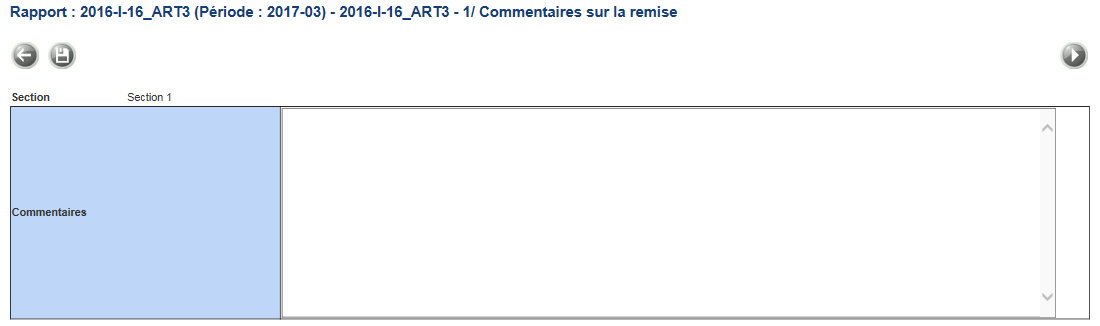 Rapport : 2016-I-16_ART3 (Période : 2017-03) - 2016-I-16_ART3 - 1/ Commentaires sur la remise
Section Section 1
Commentaires